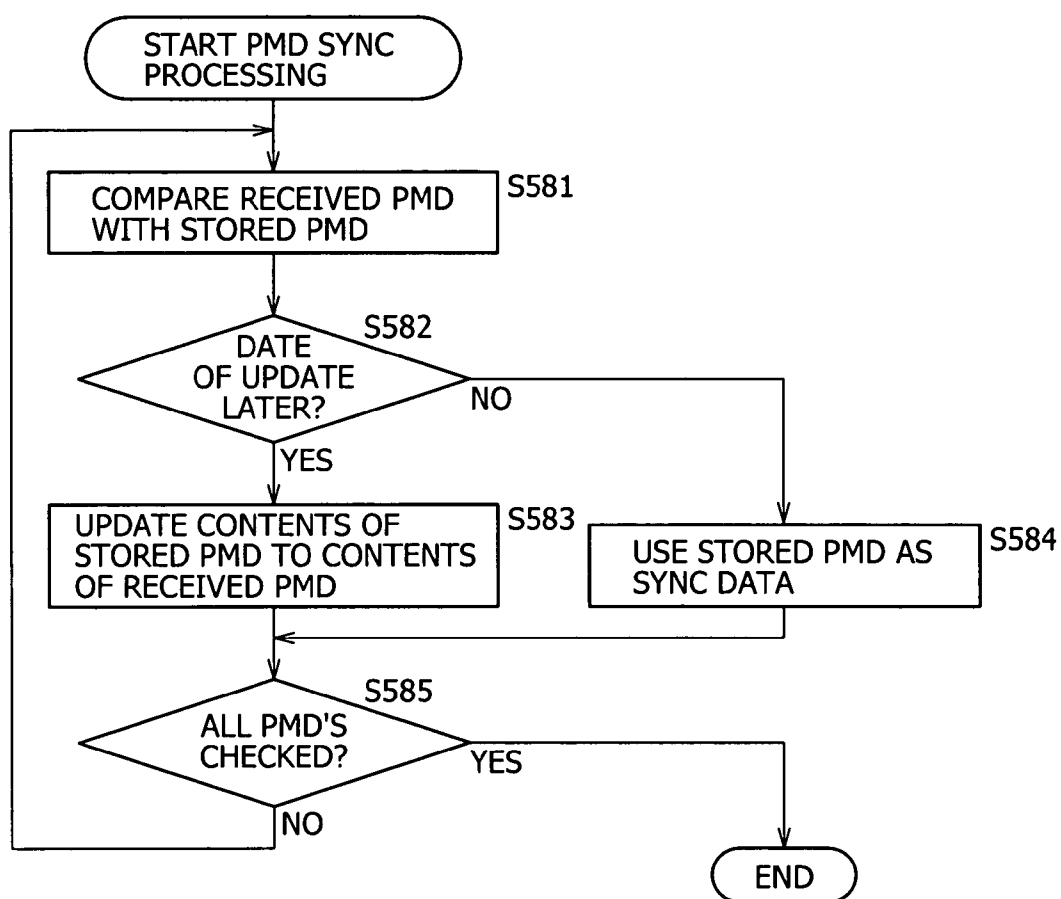 START PMD SYNC
PROCESSING
S581
COMPARE RECEIVED PMD
WITH STORED PMD
S582
DATE
OF UPDATE
LATER?
NO
YES
S583
UPDATE CONTENTS OF
STORED PMD TO CONTENTS
OF RECEIVED PMD
S584
USE STORED PMD AS
SYNC DATA
S585
ALL PMD'S
CHECKED?
YES
NO
END